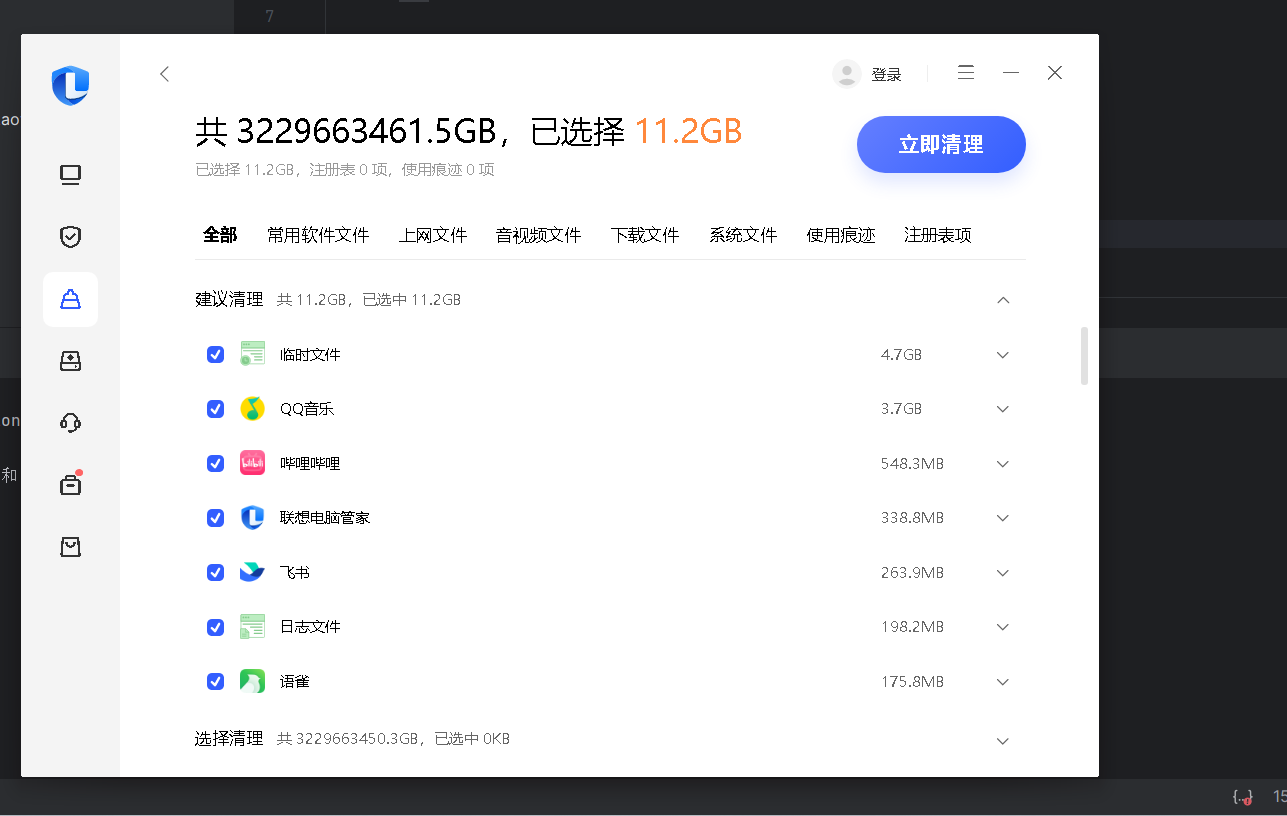 7
登录
ao
共 3229663461.5GB，已选择 11.2GB
立即清理
已选择 11.2GB，注册表 0 项，使用痕迹 0 项
全部 常用软件文件 上网文件 音视频文件 下载文件 系统文件 使用痕迹 注册表项
建议清理 共 11.2GB，已选中 11.2GB
临时文件 4.7GB
QQ音乐 3.7GB
on
bilibili
哔哩哔哩 548.3MB
和
联想电脑管家 338.8MB
飞书 263.9MB
日志文件 198.2MB
语雀 175.8MB
选择清理 共 3229663450.3GB，已选中 0KB
{..} 15